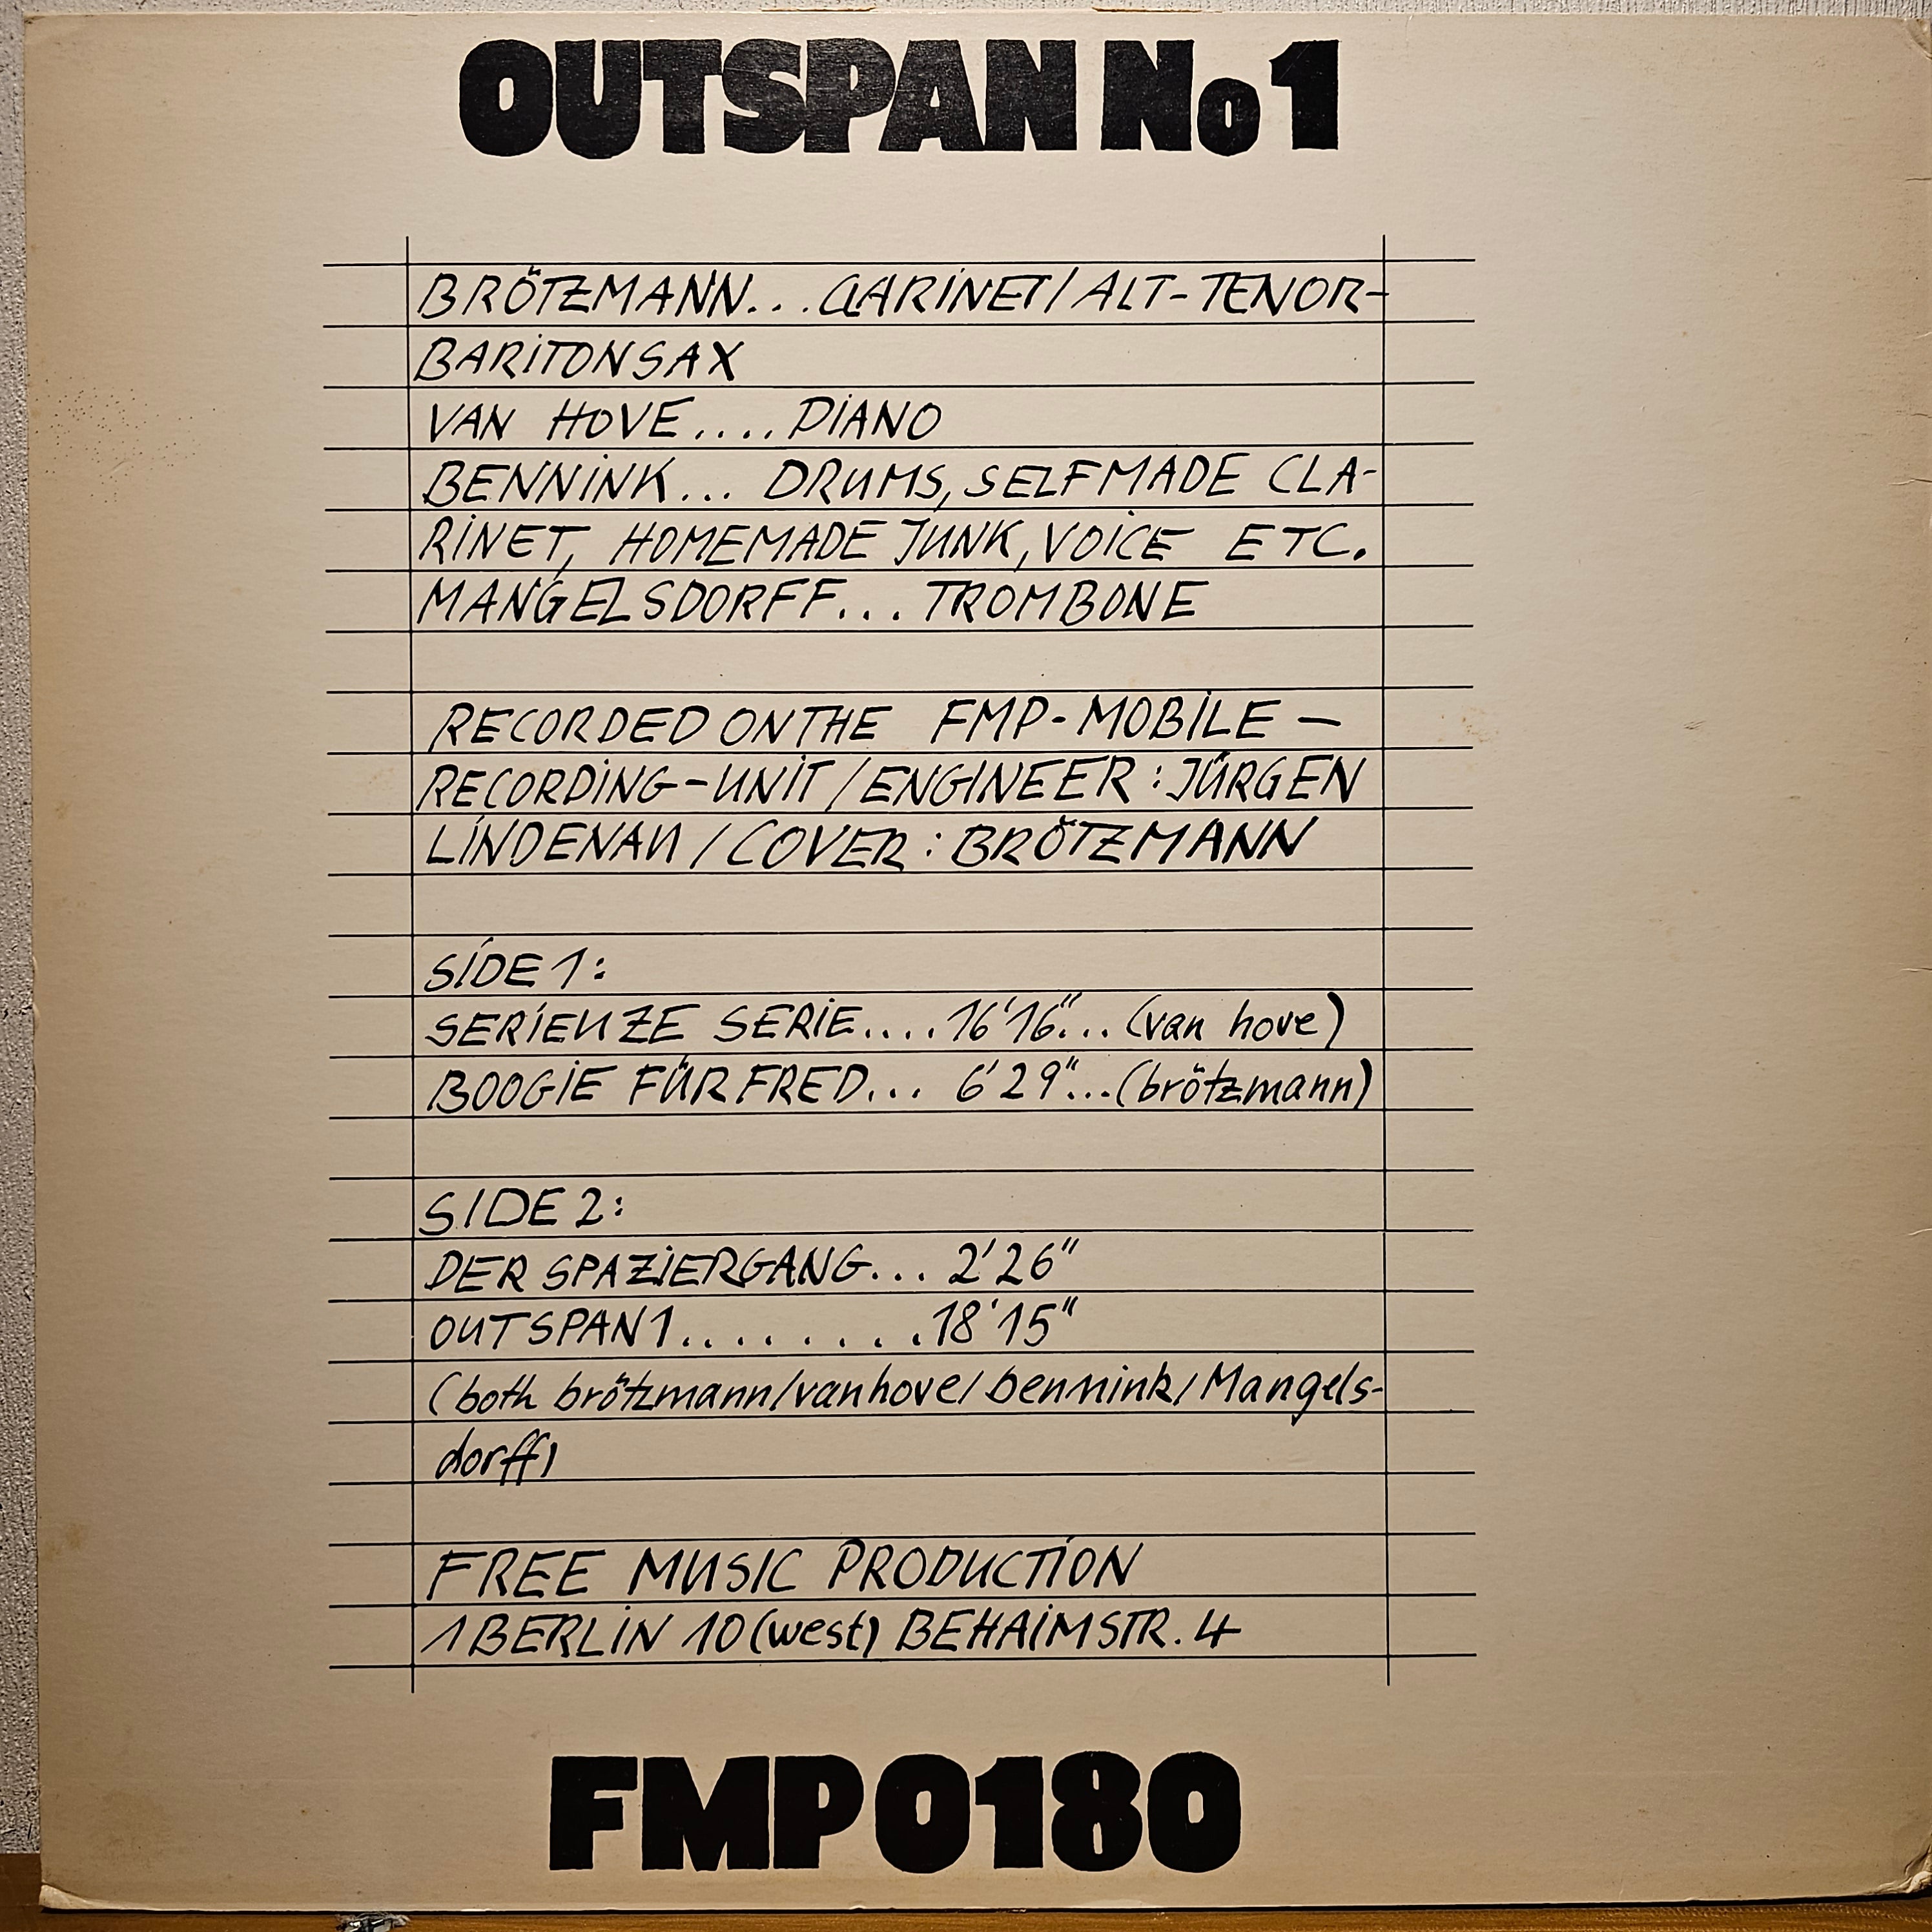 OUTSPAN No 1
BRÖTZMANN... CLARINET/ALT-TENOR-
BARITONSAX
VAN HOVE.... PIANO
BENNINK... DRUMS, SELFMADE CLA-
RINET, HOMEMADE JUNK, VOICE ETC.
MANGELSDORFF... TROMBONE
RECORDED ON THE FMP-MOBILE-
RECORDING-UNIT/ENGINEER: JÜRGEN
LINDENAU/COVER: BRÖTZMANN
SIDE 1:
SERIENZE SERIE.... 16'16"... (van hove)
BOOGIE FÜR FRED... 6'29"...(brötzmann)
SIDE 2:
DER SPAZIERGANG... 2'26"
OUTSPAN 1......... 18'15"
(both brötzmann/van hove/bennink/Mangels-
dorff)
FREE MUSIC PRODUCTION
1 BERLIN 10 (west) BEHAIMSTR. 4
FMP 0180